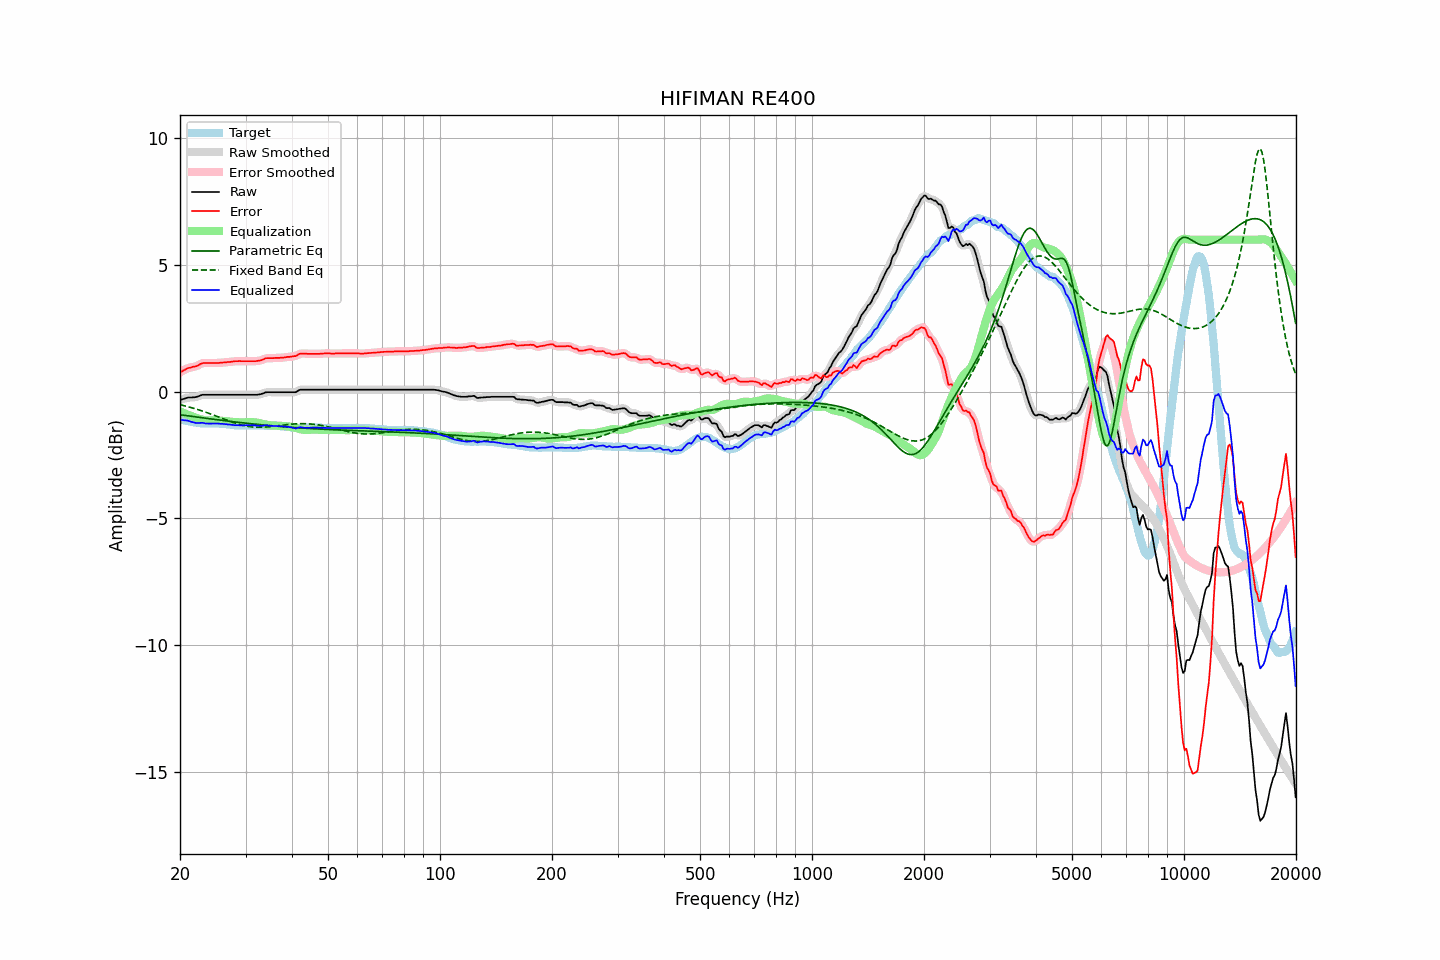 HIFIMAN RE400
Target
Raw Smoothed
Error Smoothed
Raw
Error
Equalization
Parametric Eq
Fixed Band Eq
Equalized
10
5
0
−5
−10
−15
Amplitude (dBr)
20 50 100 200 500 1000 2000 5000 10000 20000
Frequency (Hz)